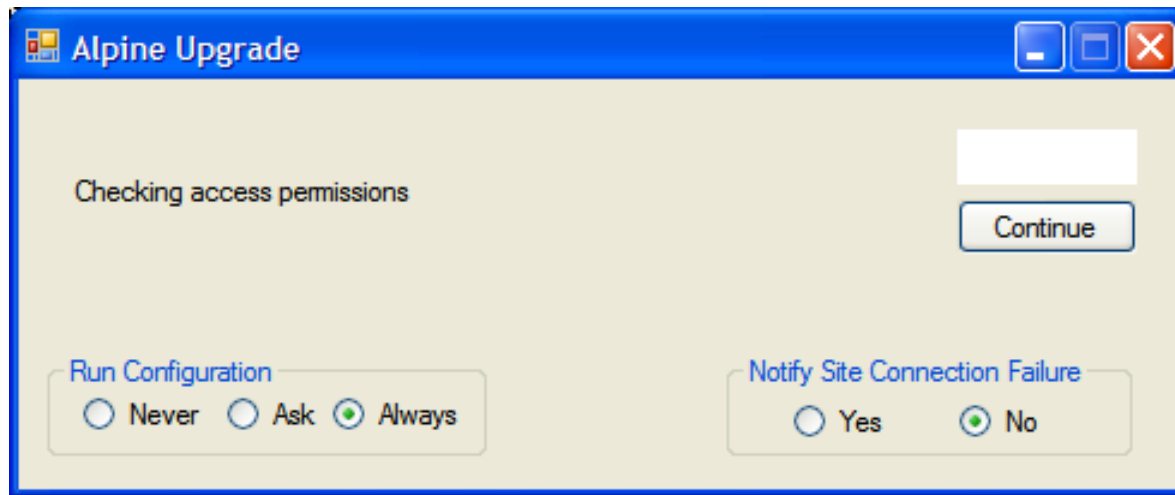 Alpine Upgrade
Checking access permissions
Continue
Run Configuration
Never Ask Always
Notify Site Connection Failure
Yes No